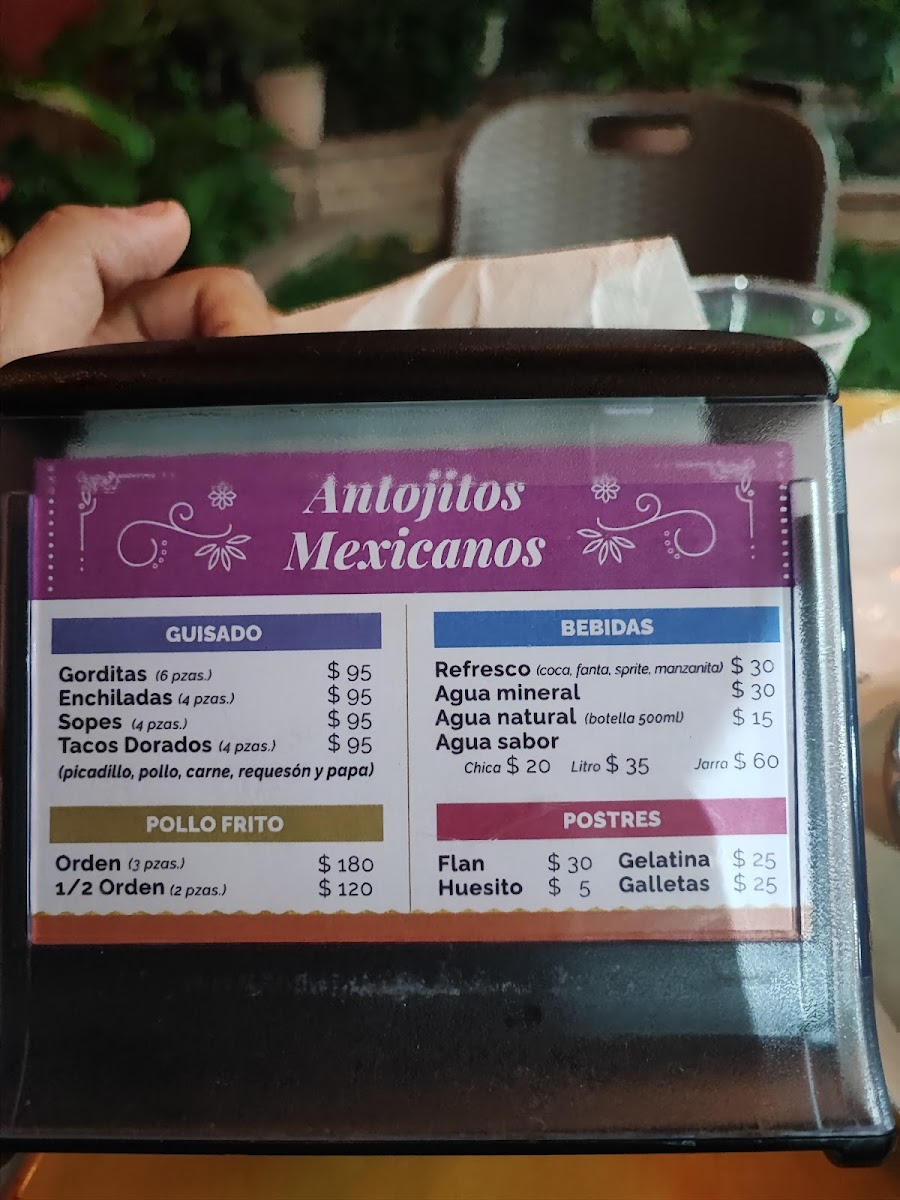 Antojitos
Mexicanos
GUISADO
Gorditas (6 pzas.) $ 95
Enchiladas (4 pzas.) $ 95
Sopes (4 pzas.) $ 95
Tacos Dorados (4 pzas.) $ 95
(picadillo, pollo, carne, requesón y papa)
POLLO FRITO
Orden (3 pzas.) $ 180
1/2 Orden (2 pzas.) $ 120
BEBIDAS
Refresco (coca, fanta, sprite, manzanita) $ 30
Agua mineral $ 30
Agua natural (botella 500ml) $ 15
Agua sabor
Chica $ 20 Litro $ 35 Jarra $ 60
POSTRES
Flan $ 30 Gelatina $ 25
Huesito $ 5 Galletas $ 25